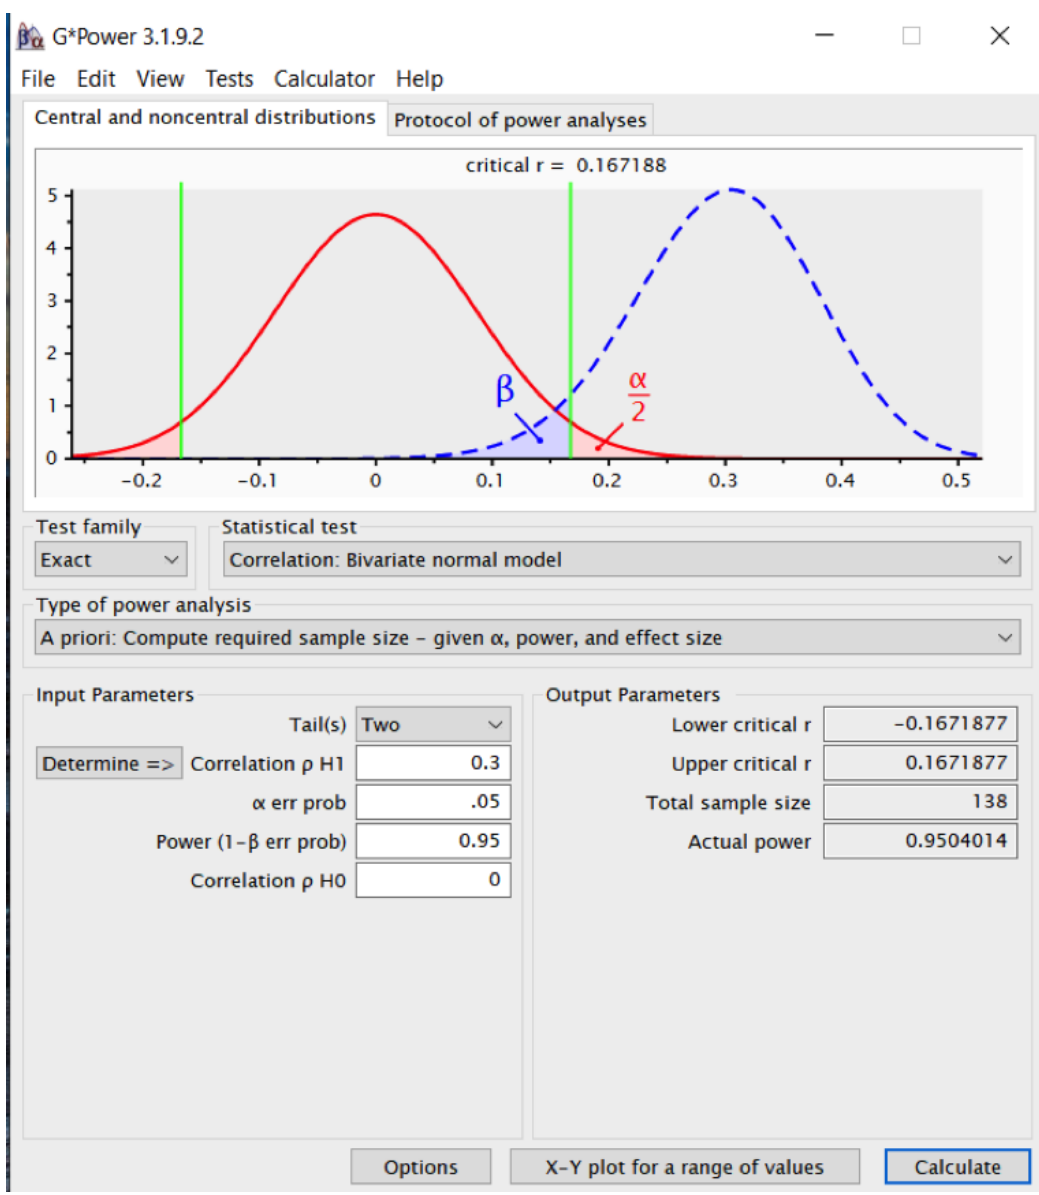 G*Power 3.1.9.2
File Edit View Tests Calculator Help
Central and noncentral distributions Protocol of power analyses
critical r = 0.167188
5
4
3
2
1
0
β
α
2
-0.2 -0.1 0 0.1 0.2 0.3 0.4 0.5
Test family Statistical test
Exact Correlation: Bivariate normal model
Type of power analysis
A priori: Compute required sample size – given α, power, and effect size
Input Parameters
Tail(s) Two
Determine => Correlation ρ H1 0.3
α err prob .05
Power (1-β err prob) 0.95
Correlation ρ H0 0
Output Parameters
Lower critical r -0.1671877
Upper critical r 0.1671877
Total sample size 138
Actual power 0.9504014
Options X-Y plot for a range of values Calculate